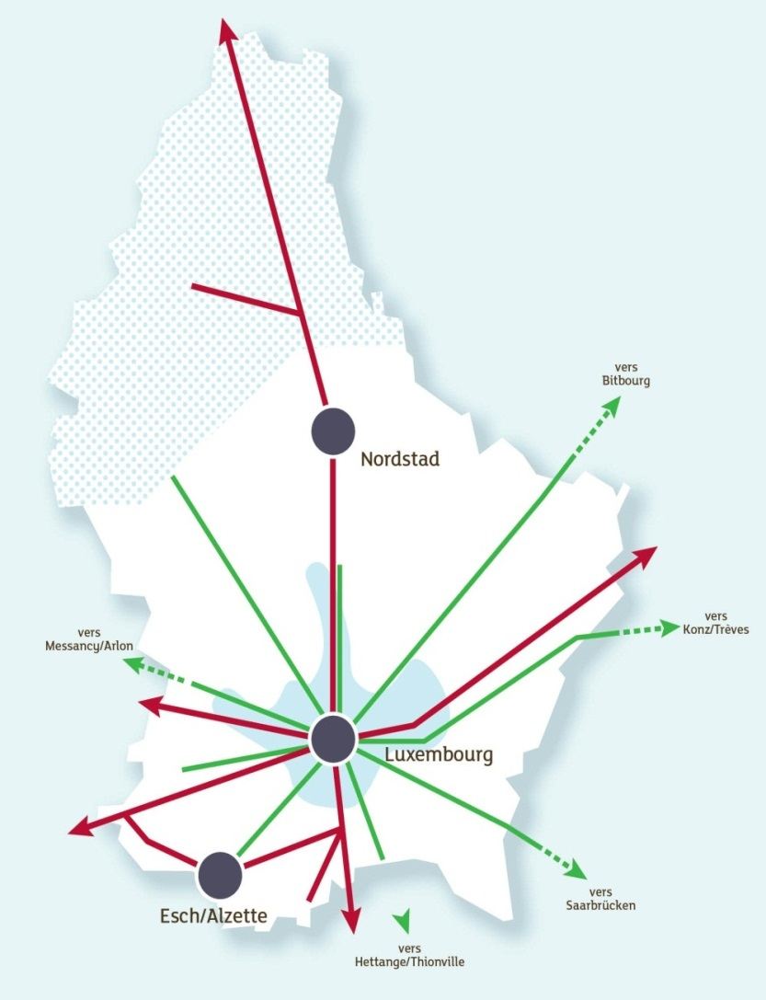 vers
Bitbourg
Nordstad
vers
Konz/Trèves
vers
Messancy/Arlon
Luxembourg
vers
Saarbrücken
Esch/Alzette
vers
Hettange/Thionville